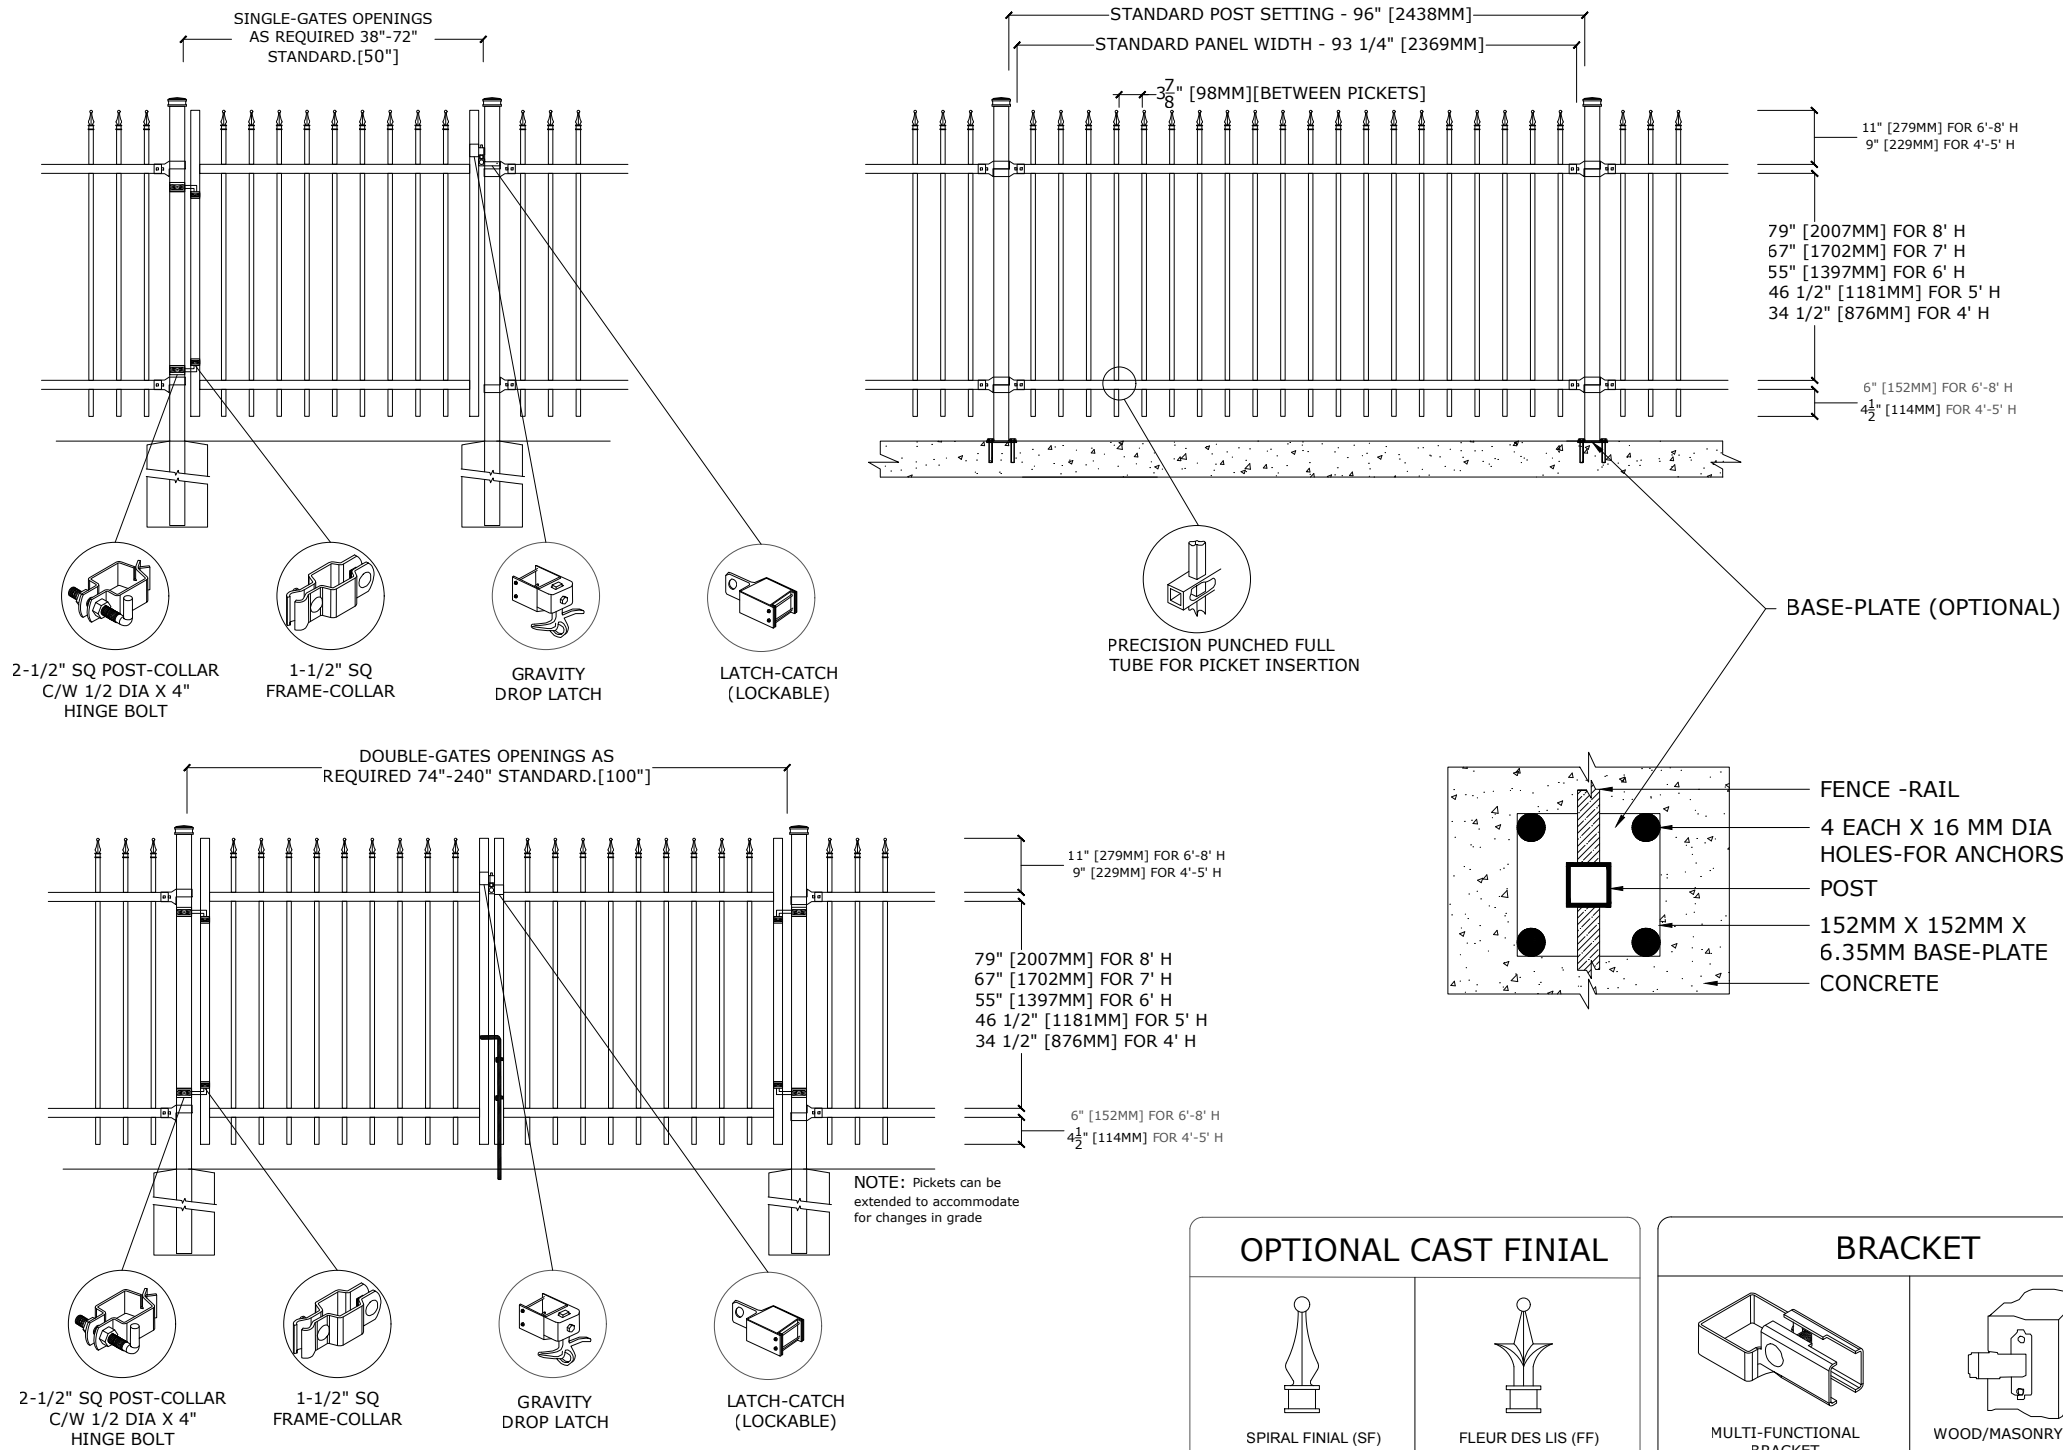 SINGLE-GATES OPENINGS
AS REQUIRED 38"-72"
STANDARD.[50"]
STANDARD POST SETTING - 96" [2438MM]
STANDARD PANEL WIDTH - 93 1/4" [2369MM]
3 7/8" [98MM][BETWEEN PICKETS]
11" [279MM] FOR 6'-8' H
9" [229MM] FOR 4'-5' H
79" [2007MM] FOR 8' H
67" [1702MM] FOR 7' H
55" [1397MM] FOR 6' H
46 1/2" [1181MM] FOR 5' H
34 1/2" [876MM] FOR 4' H
6" [152MM] FOR 6'-8' H
4 1/2" [114MM] FOR 4'-5' H
2-1/2" SQ POST-COLLAR
C/W 1/2 DIA X 4"
HINGE BOLT
1-1/2" SQ
FRAME-COLLAR
GRAVITY
DROP LATCH
LATCH-CATCH
(LOCKABLE)
PRECISION PUNCHED FULL
TUBE FOR PICKET INSERTION
BASE-PLATE (OPTIONAL)
FENCE -RAIL
4 EACH X 16 MM DIA
HOLES-FOR ANCHORS
POST
152MM X 152MM X
6.35MM BASE-PLATE
CONCRETE
DOUBLE-GATES OPENINGS AS
REQUIRED 74"-240" STANDARD.[100"]
11" [279MM] FOR 6'-8' H
9" [229MM] FOR 4'-5' H
79" [2007MM] FOR 8' H
67" [1702MM] FOR 7' H
55" [1397MM] FOR 6' H
46 1/2" [1181MM] FOR 5' H
34 1/2" [876MM] FOR 4' H
6" [152MM] FOR 6'-8' H
4 1/2" [114MM] FOR 4'-5' H
NOTE: Pickets can be
extended to accommodate
for changes in grade
2-1/2" SQ POST-COLLAR
C/W 1/2 DIA X 4"
HINGE BOLT
1-1/2" SQ
FRAME-COLLAR
GRAVITY
DROP LATCH
LATCH-CATCH
(LOCKABLE)
OPTIONAL CAST FINIAL
SPIRAL FINIAL (SF)
FLEUR DES LIS (FF)
BRACKET
MULTI-FUNCTIONAL
BRACKET
WOOD/MASONRY